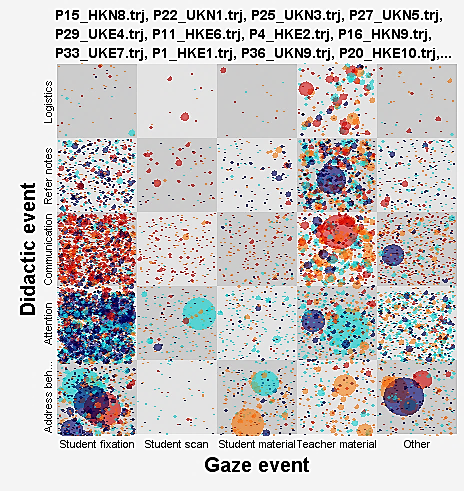 P15_HKN8.trj, P22_UKN1.trj, P25_UKN3.trj, P27_UKN5.trj,
P29_UKE4.trj, P11_HKE6.trj, P4_HKE2.trj, P16_HKN9.trj,
P33_UKE7.trj, P1_HKE1.trj, P36_UKN9.trj, P20_HKE10.trj,...
Didactic event
Logistics
Refer notes
Communication
Attention
Address beh...
Student fixation Student scan Student material Teacher material Other
Gaze event